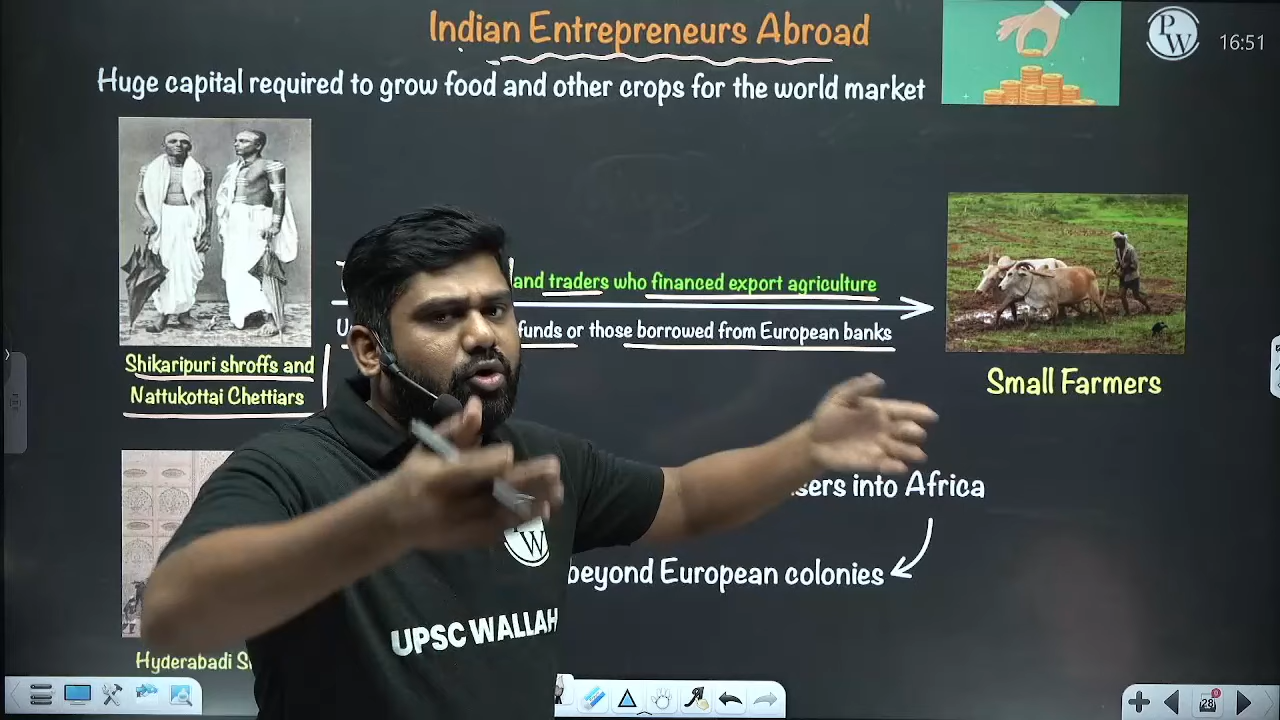 Indian Entrepreneurs Abroad
PW
16:51
Huge capital required to grow food and other crops for the world market
and traders who financed export agriculture
funds or those borrowed from European banks
Shikaripuri shroffs and
Nattukottai Chettiars
Small Farmers
into Africa
beyond European colonies
W
UPSC WALLAH
Hyderabadi
28